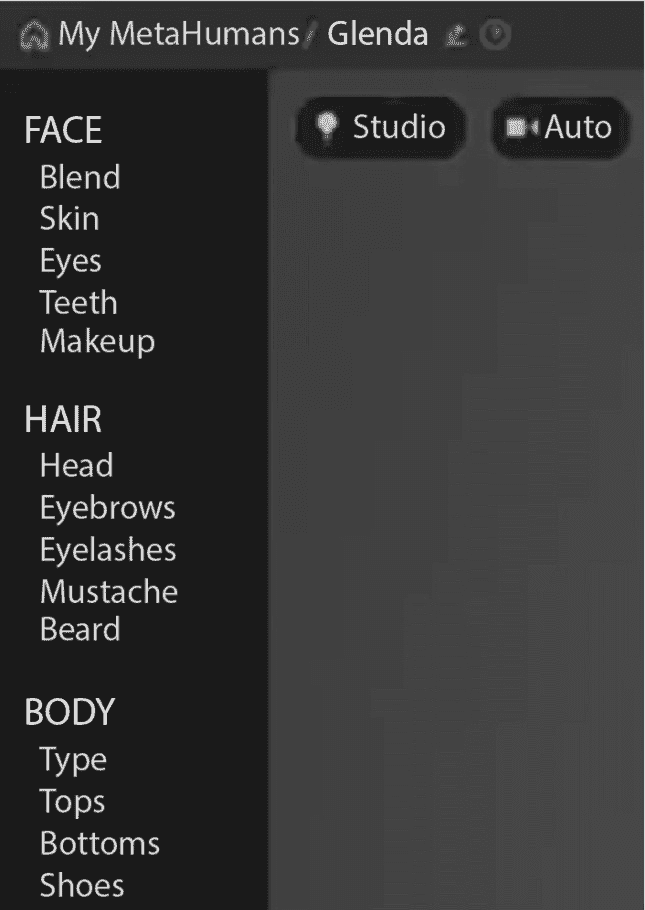 My MetaHumans / Glenda
Studio
Auto
FACE
Blend
Skin
Eyes
Teeth
Makeup
HAIR
Head
Eyebrows
Eyelashes
Mustache
Beard
BODY
Type
Tops
Bottoms
Shoes